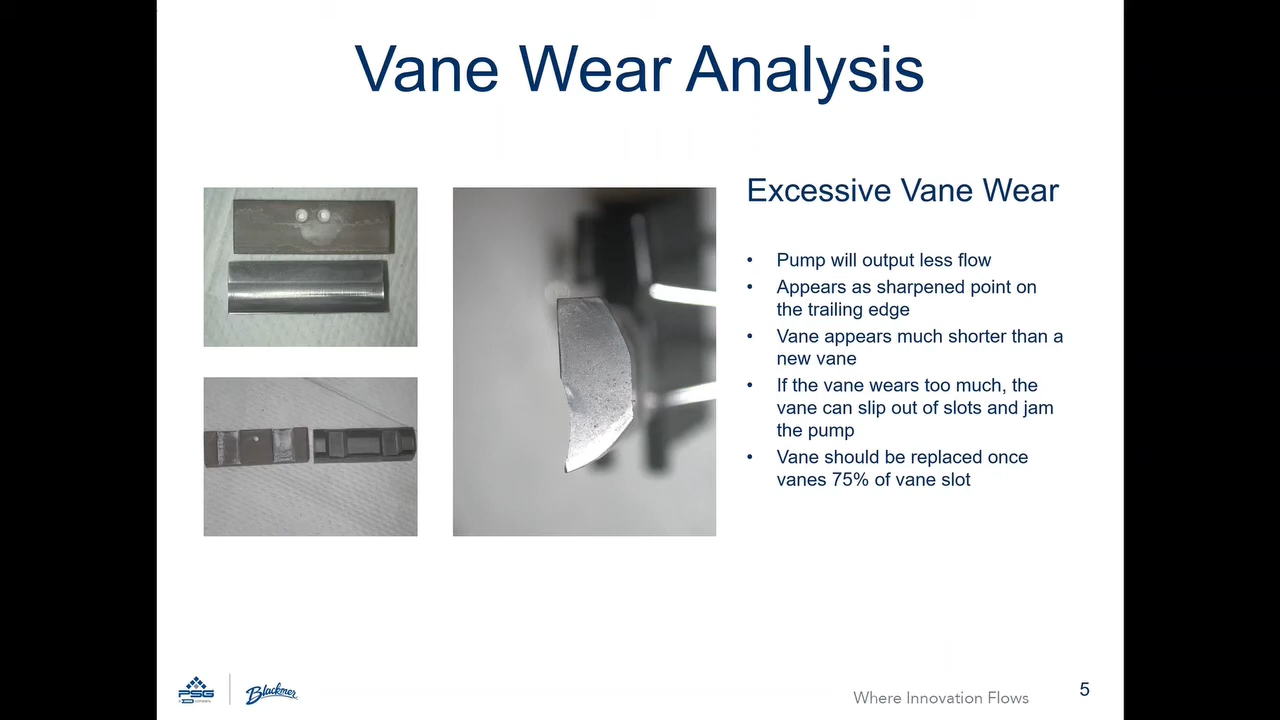 Vane Wear Analysis
Excessive Vane Wear
• Pump will output less flow
• Appears as sharpened point on
the trailing edge
• Vane appears much shorter than a
new vane
• If the vane wears too much, the
vane can slip out of slots and jam
the pump
• Vane should be replaced once
vanes 75% of vane slot
PSG
Blackmer
Where Innovation Flows
5